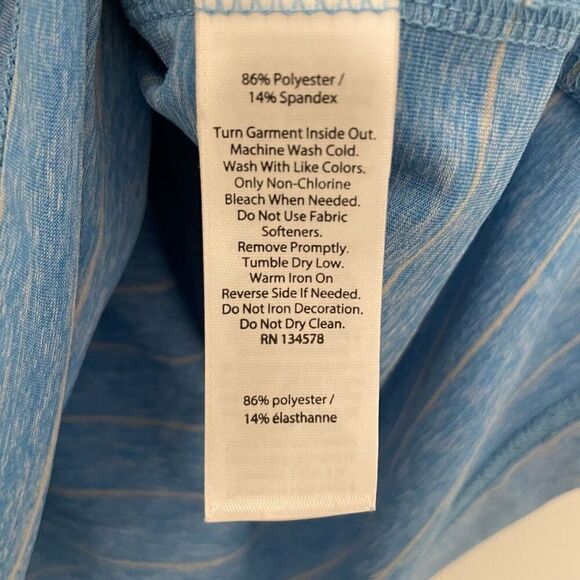 86% Polyester /
14% Spandex
Turn Garment Inside Out.
Machine Wash Cold.
Wash With Like Colors.
Only Non-Chlorine
Bleach When Needed.
Do Not Use Fabric
Softeners.
Remove Promptly.
Tumble Dry Low.
Warm Iron On
Reverse Side If Needed.
Do Not Iron Decoration.
Do Not Dry Clean.
RN 134578
86% polyester /
14% élasthanne